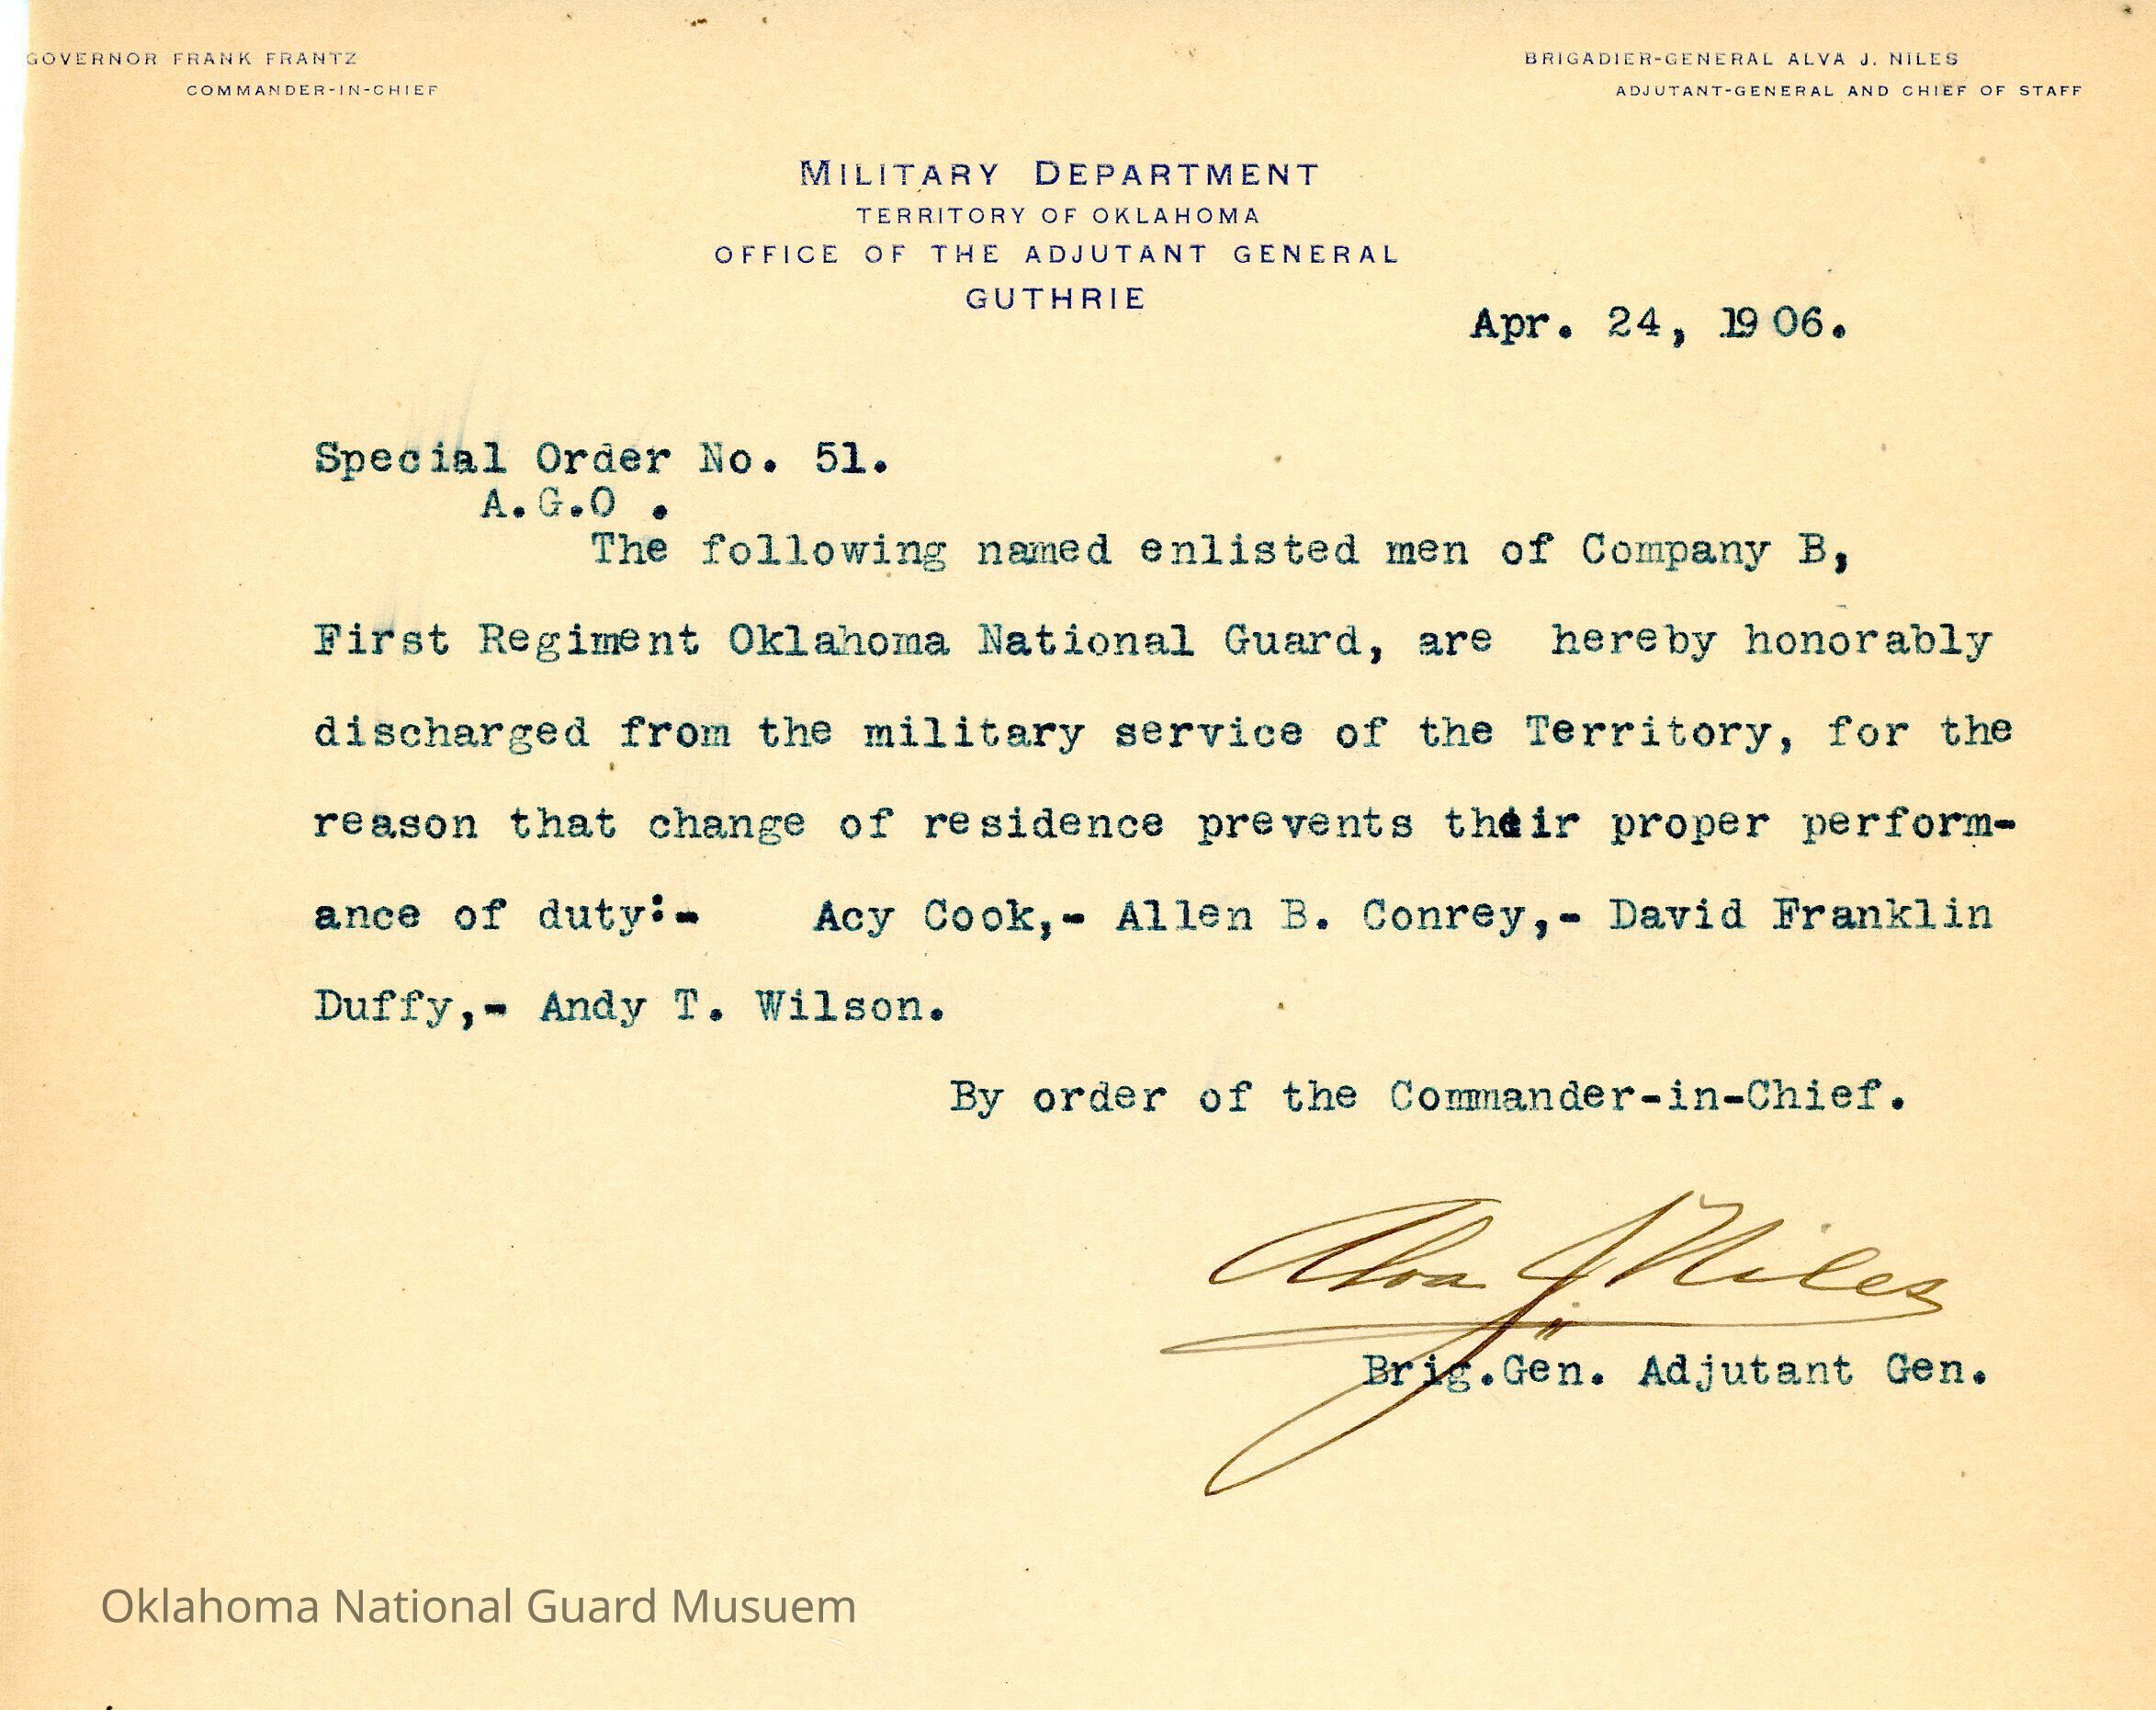 GOVERNOR FRANK FRANTZ
COMMANDER-IN-CHIEF
BRIGADIER-GENERAL ALVA J. NILES
ADJUTANT-GENERAL AND CHIEF OF STAFF
MILITARY DEPARTMENT
TERRITORY OF OKLAHOMA
OFFICE OF THE ADJUTANT GENERAL
GUTHRIE
Apr. 24, 1906.
Special Order No. 51.
A.G.O .
The following named enlisted men of Company B,
First Regiment Oklahoma National Guard, are hereby honorably
discharged from the military service of the Territory, for the
reason that change of residence prevents their proper perform-
ance of duty:- Acy Cook,- Allen B. Conrey,- David Franklin
Duffy,- Andy T. Wilson.
By order of the Commander-in-Chief.
Alva J. Niles
Brig.Gen. Adjutant Gen.
Oklahoma National Guard Musuem